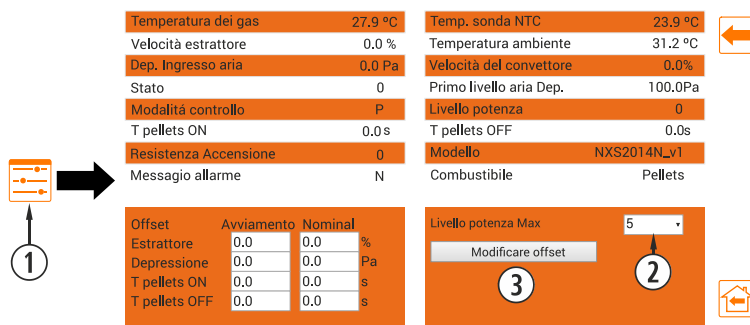 Temperatura dei gas 27.9 ºC
Velocità estrattore 0.0 %
Dep. Ingresso aria 0.0 Pa
Stato 0
Modalitá controllo P
T pellets ON 0.0 s
Resistenza Accensione 0
Messagio allarme N
Temp. sonda NTC 23.9 ºC
Temperatura ambiente 31.2 ºC
Velocità del convettore 0.0%
Primo livello aria Dep. 100.0Pa
Livello potenza 0
T pellets OFF 0.0s
Modello NXS2014N_v1
Combustibile Pellets
1
Offset Avviamento Nominal
Estrattore 0.0 0.0 %
Depressione 0.0 0.0 Pa
T pellets ON 0.0 0.0 s
T pellets OFF 0.0 0.0 s
Livello potenza Max 5
Modificare offset
3
2